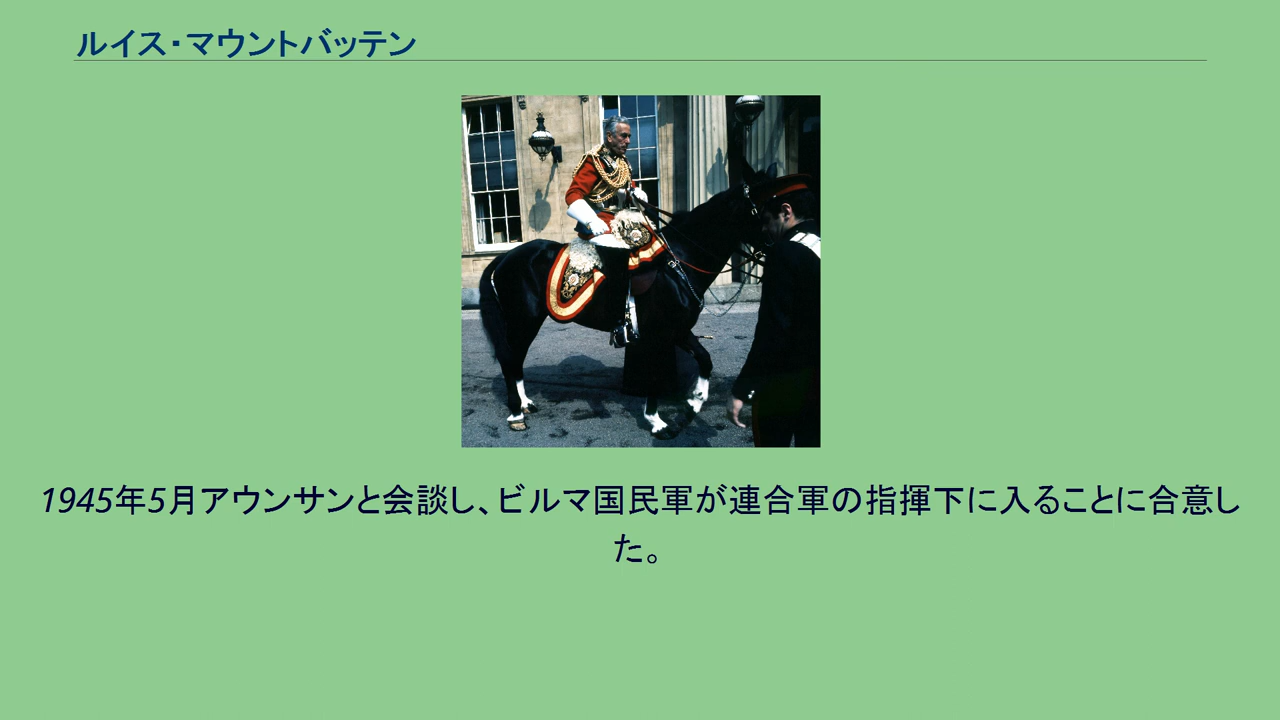 ルイス・マウントバッテン
1945年5月アウンサンと会談し、ビルマ国民軍が連合軍の指揮下に入ることに合意し
た。